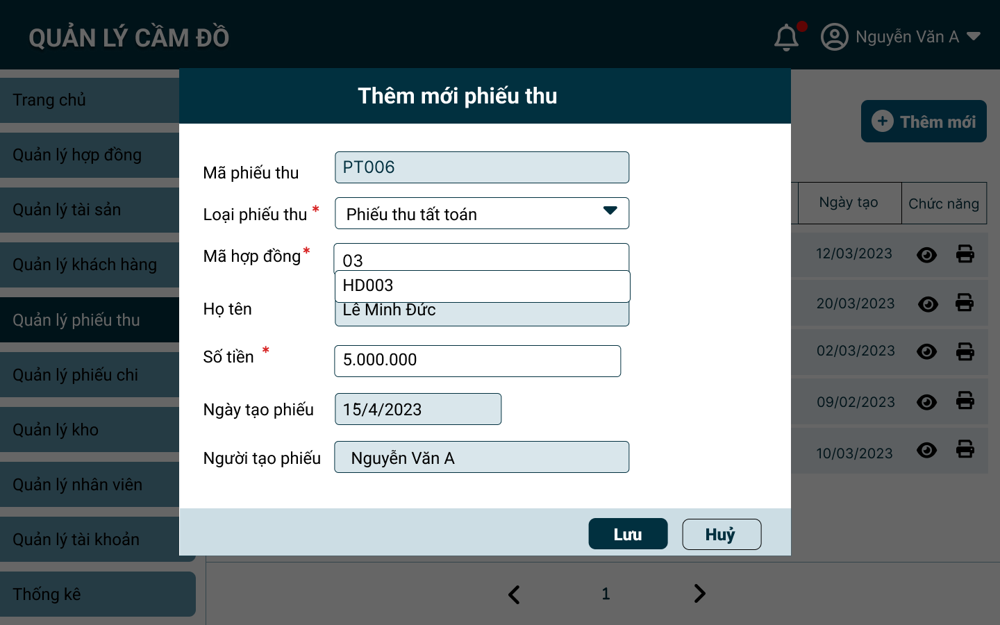 QUẢN LÝ CẦM ĐỒ
Nguyễn Văn A
Trang chủ
Quản lý hợp đồng
Quản lý tài sản
Quản lý khách hàng
Quản lý phiếu thu
Quản lý phiếu chi
Quản lý kho
Quản lý nhân viên
Quản lý tài khoản
Thống kê
Thêm mới phiếu thu
Mã phiếu thu
PT006
Loại phiếu thu *
Phiếu thu tất toán
Mã hợp đồng *
03
HD003
Họ tên
Lê Minh Đức
Số tiền *
5.000.000
Ngày tạo phiếu
15/4/2023
Người tạo phiếu
Nguyễn Văn A
Lưu
Huỷ
Thêm mới
Ngày tạo
Chức năng
12/03/2023
20/03/2023
02/03/2023
09/02/2023
10/03/2023
1